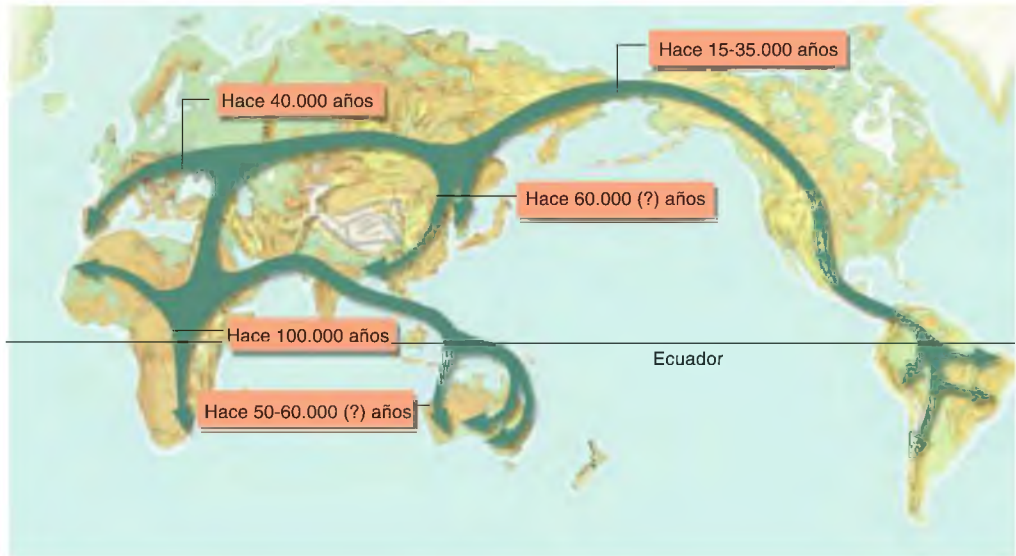 Hace 15-35.000 años
Hace 40.000 años
Hace 60.000 (?) años
Hace 100.000 años
Ecuador
Hace 50-60.000 (?) años